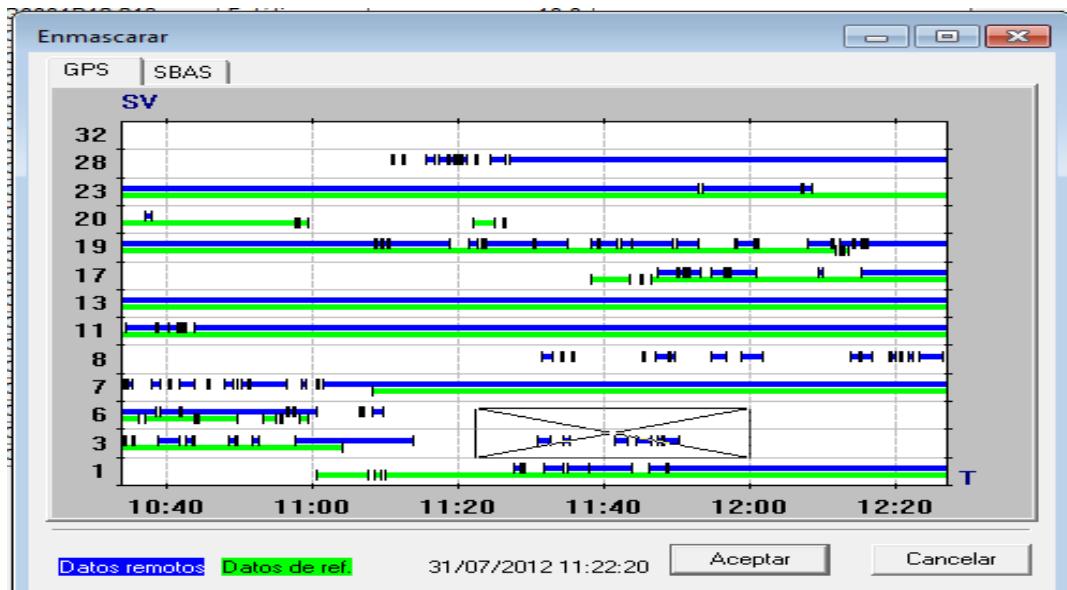 Enmascarar
GPS SBAS
SV
32
28
23
20
19
17
13
11
8
7
6
3
1
T
10:40 11:00 11:20 11:40 12:00 12:20
Datos remotos Datos de ref. 31/07/2012 11:22:20 Aceptar Cancelar